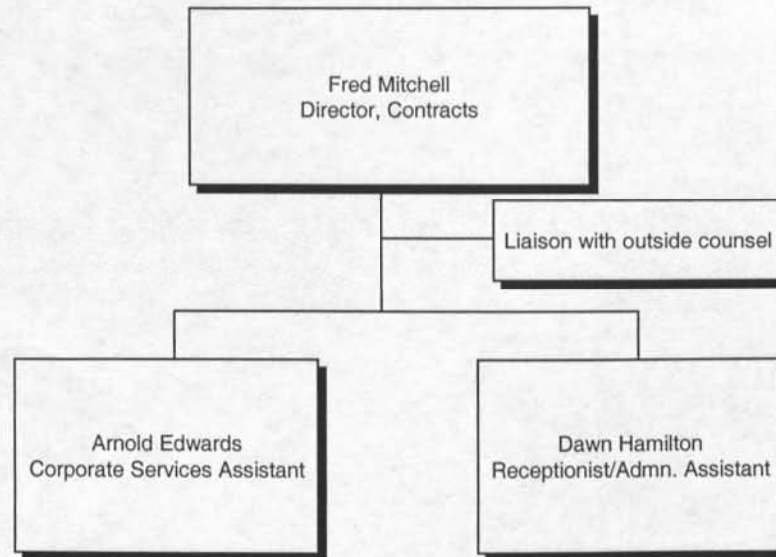 Fred Mitchell
Director, Contracts
Liaison with outside counsel
Arnold Edwards
Corporate Services Assistant
Dawn Hamilton
Receptionist/Admn. Assistant